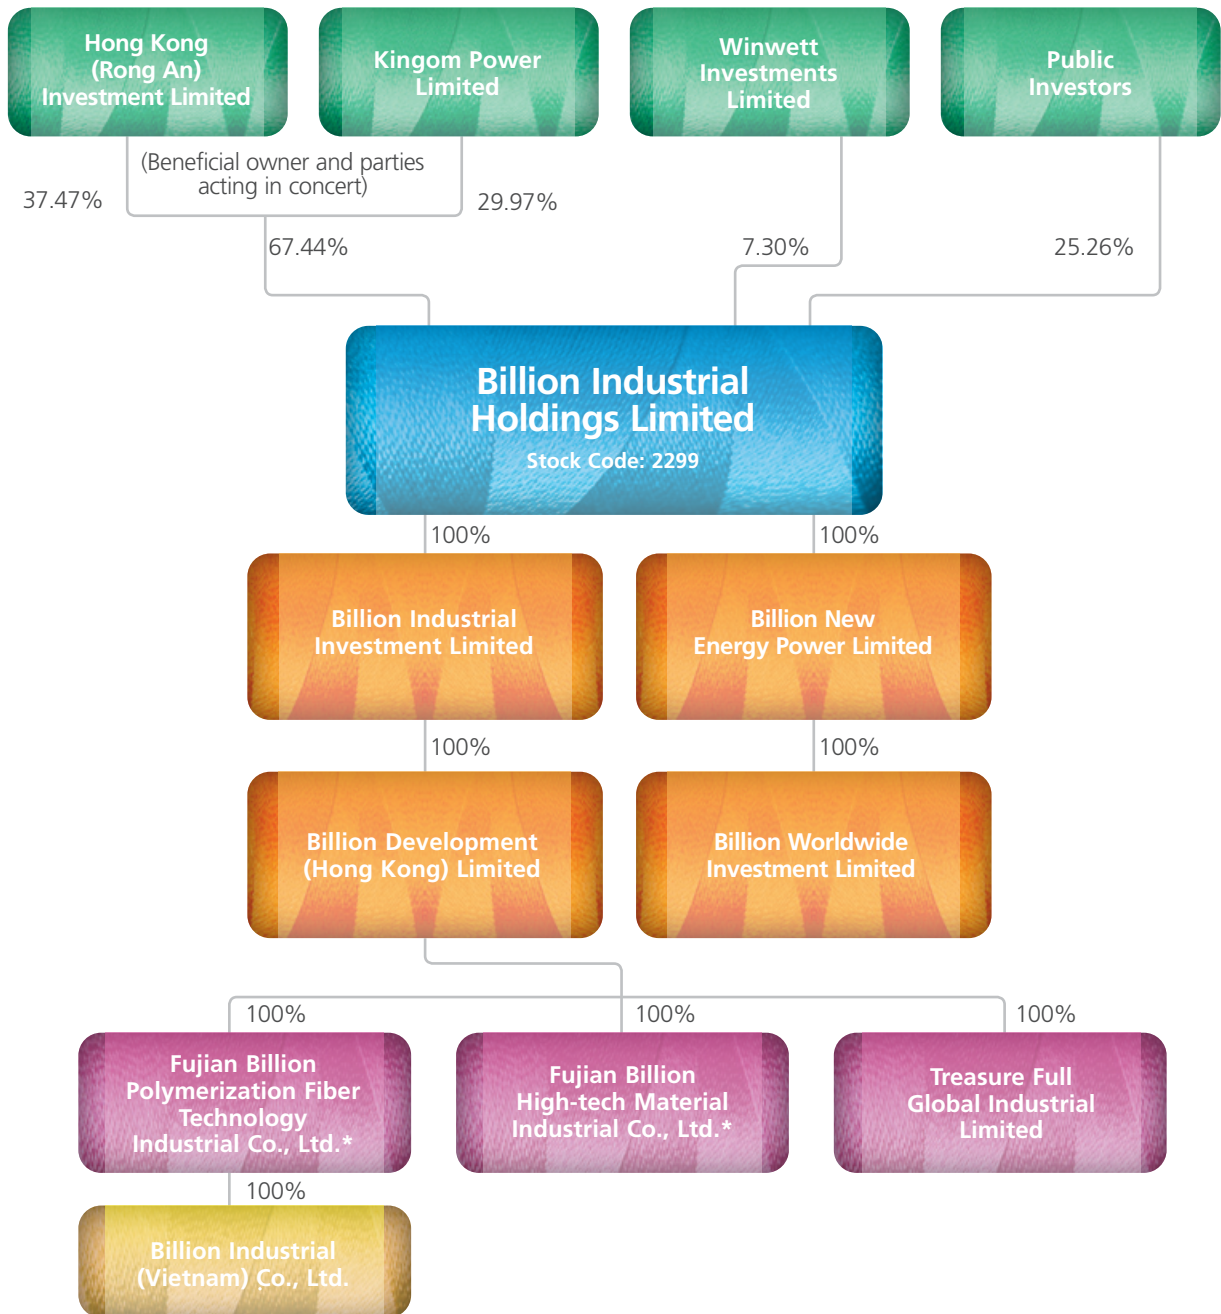 Hong Kong
(Rong An)
Investment Limited
Kingom Power
Limited
Winwett
Investments
Limited
Public
Investors
(Beneficial owner and parties
acting in concert)
37.47%
29.97%
67.44%
7.30%
25.26%
Billion Industrial
Holdings Limited
Stock Code: 2299
100%
100%
Billion Industrial
Investment Limited
Billion New
Energy Power Limited
100%
100%
Billion Development
(Hong Kong) Limited
Billion Worldwide
Investment Limited
100%
100%
100%
Fujian Billion
Polymerization Fiber
Technology
Industrial Co., Ltd.*
Fujian Billion
High-tech Material
Industrial Co., Ltd.*
Treasure Full
Global Industrial
Limited
100%
Billion Industrial
(Vietnam) Co., Ltd.